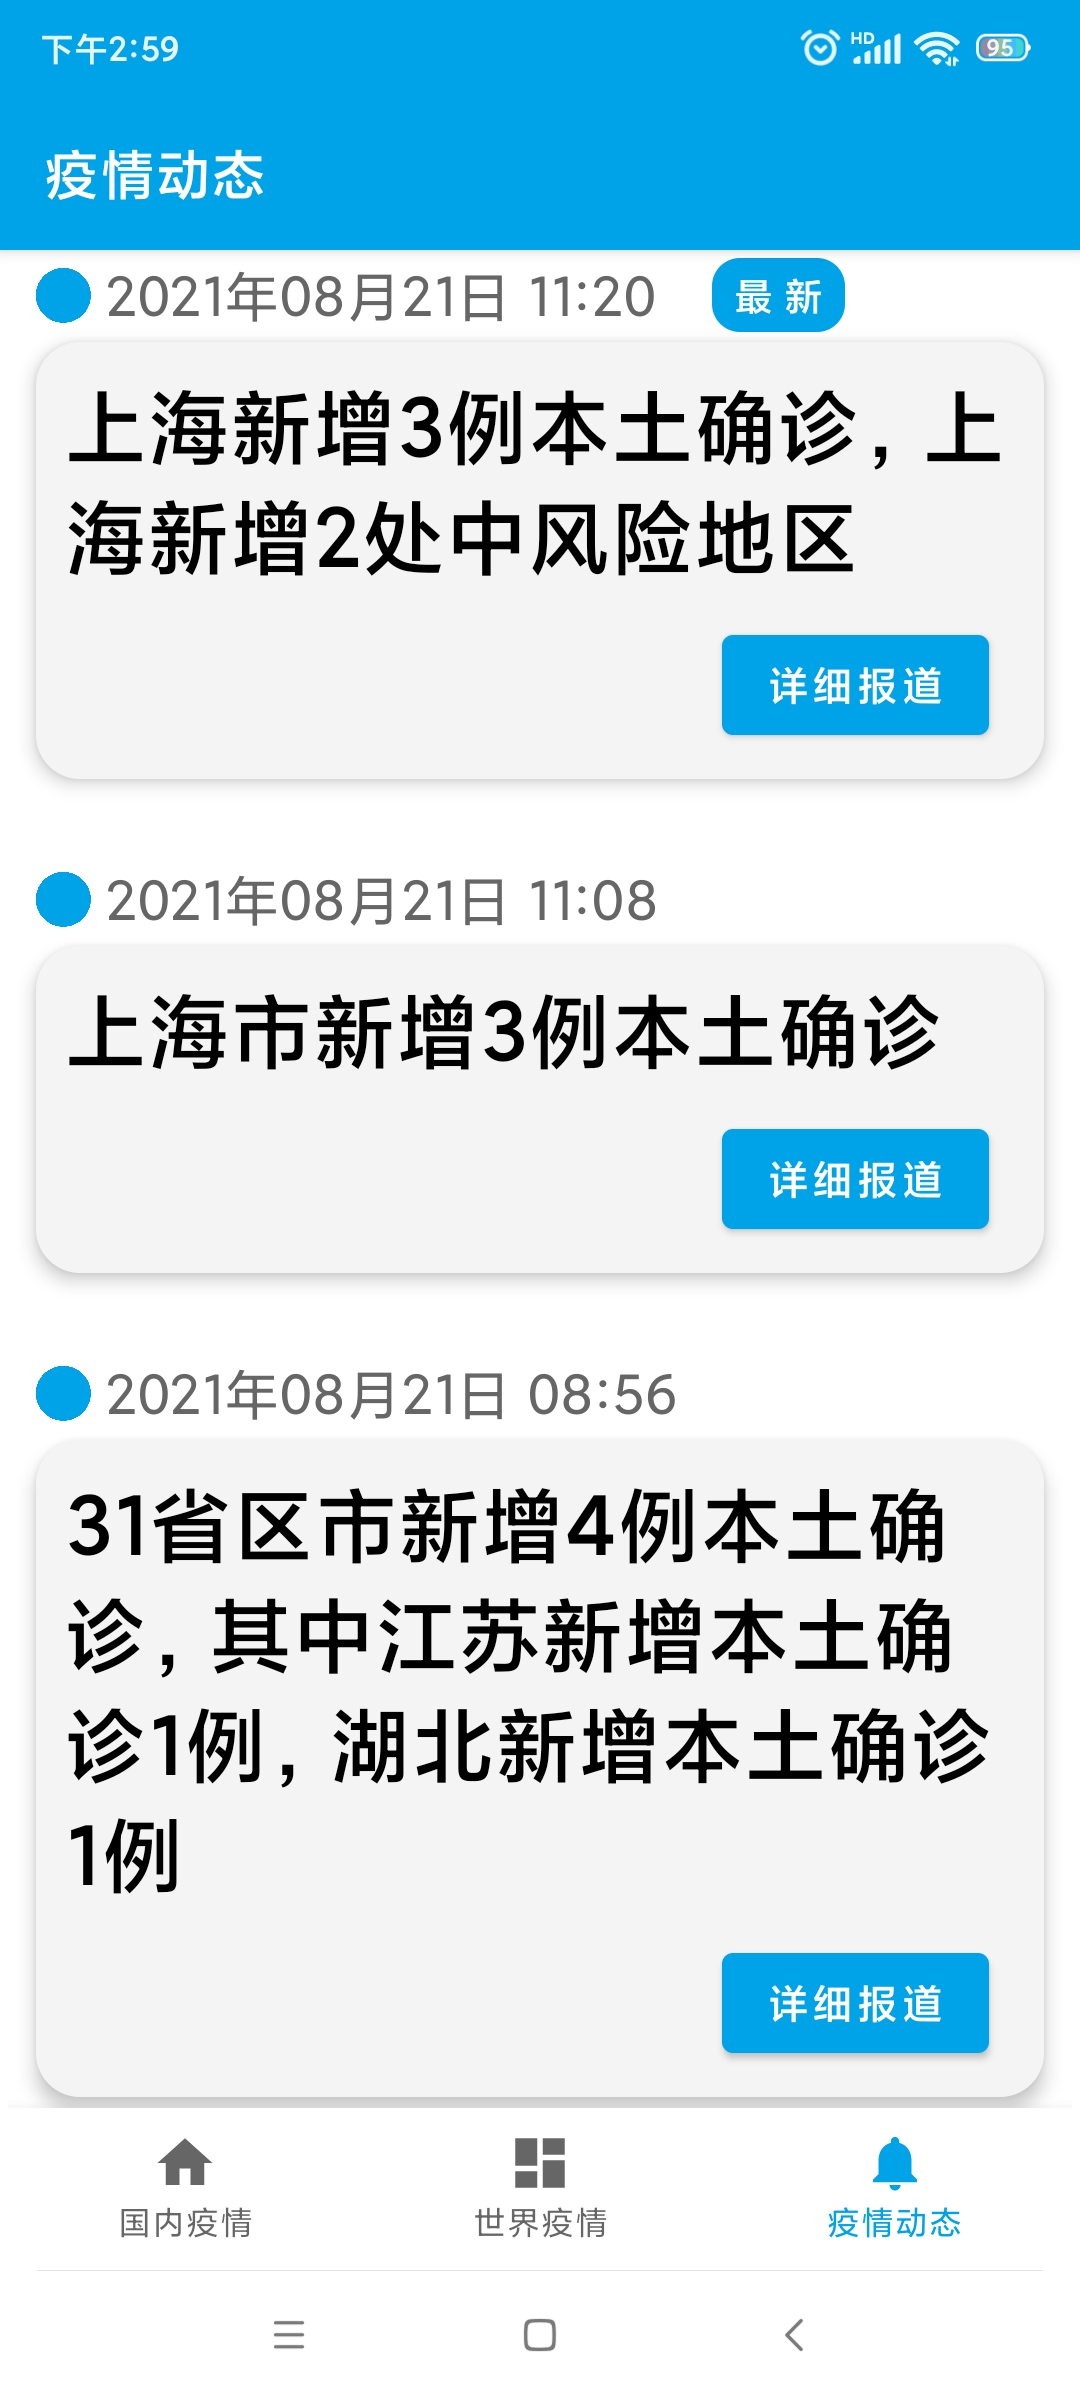 下午2:59
HD
95
疫情动态
2021年08月21日 11:20
最新
上海新增3例本土确诊，上
海新增2处中风险地区
详细报道
2021年08月21日 11:08
上海市新增3例本土确诊
详细报道
2021年08月21日 08:56
31省区市新增4例本土确
诊，其中江苏新增本土确
诊1例，湖北新增本土确诊
1例
详细报道
国内疫情
世界疫情
疫情动态